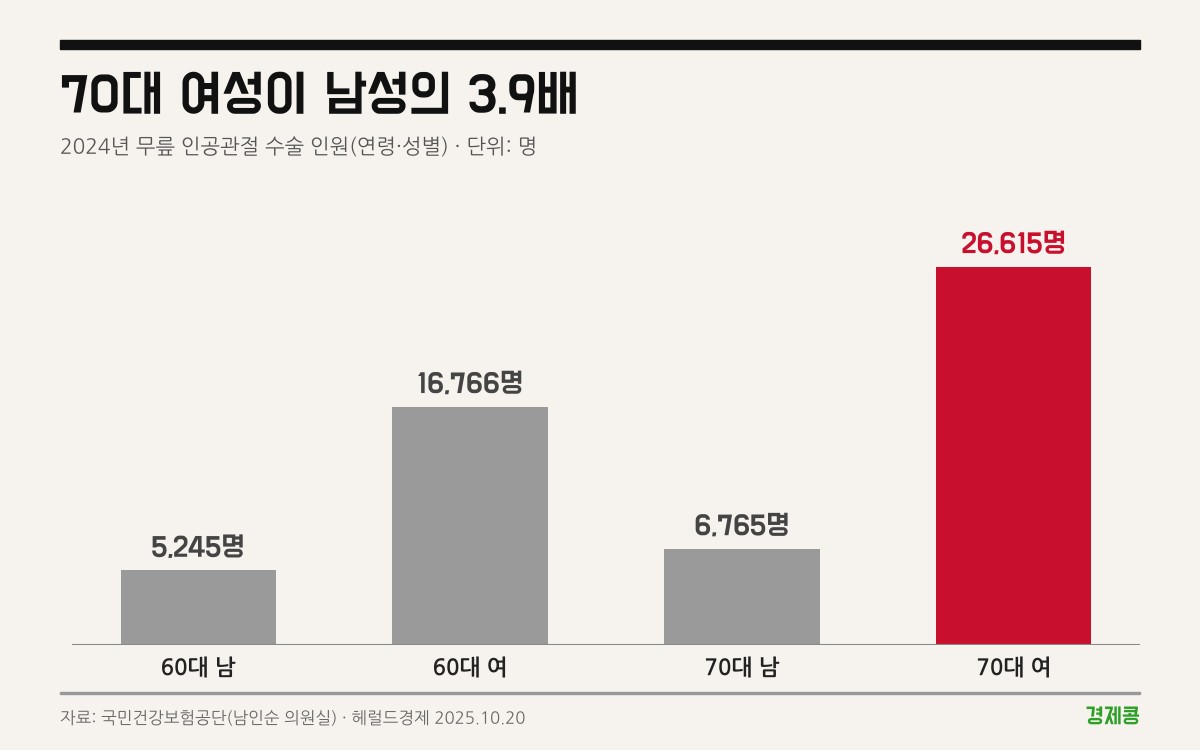 70대 여성이 남성의 3.9배
2024년 무릎 인공관절 수술 인원(연령·성별) · 단위: 명
26,615명
16,766명
6,765명
5,245명
60대 남
60대 여
70대 남
70대 여
자료: 국민건강보험공단(남인순 의원실) · 헤럴드경제 2025.10.20
경제콩